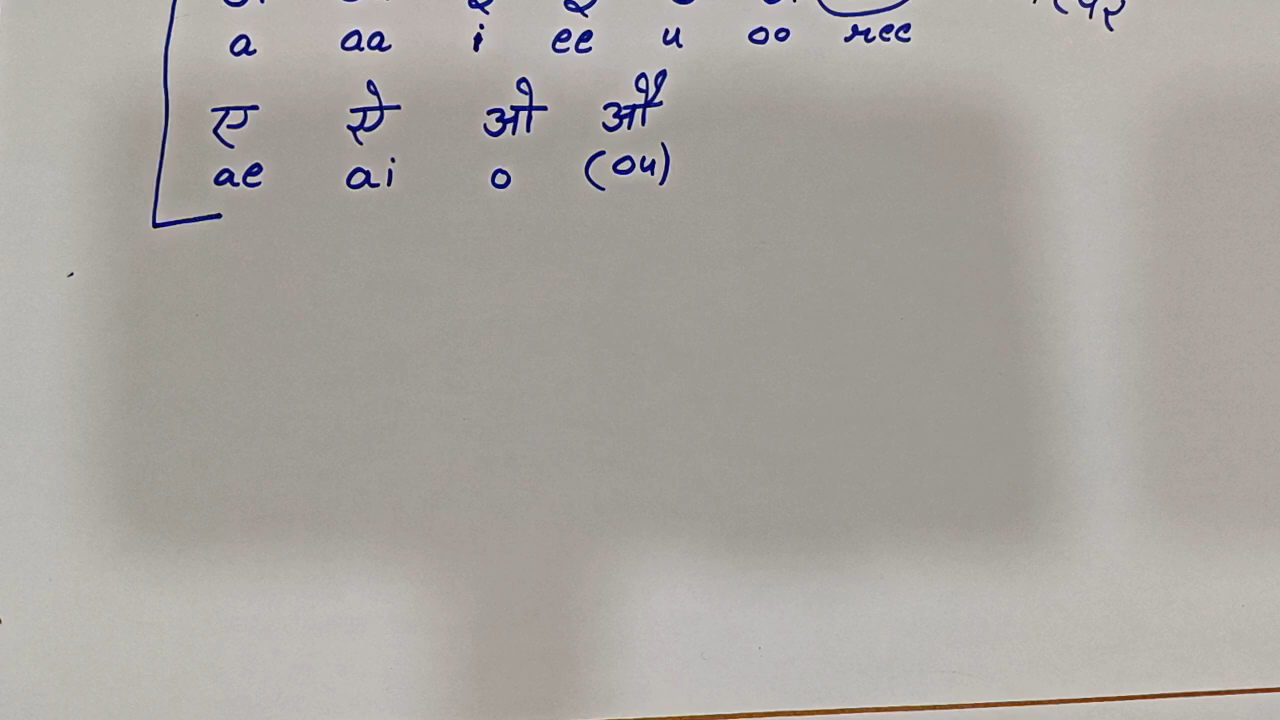 a aa i ee u oo ree
ए ऐ ओ औ
ae ai o (ou)